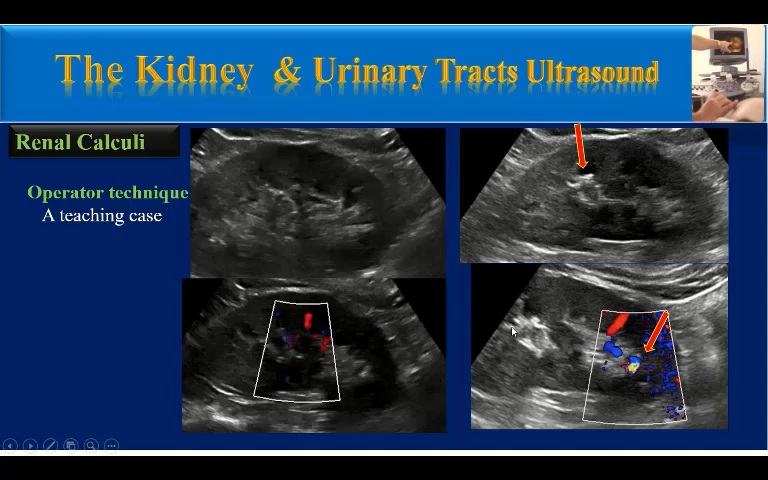 The Kidney & Urinary Tracts Ultrasound
Renal Calculi
Operator technique
A teaching case